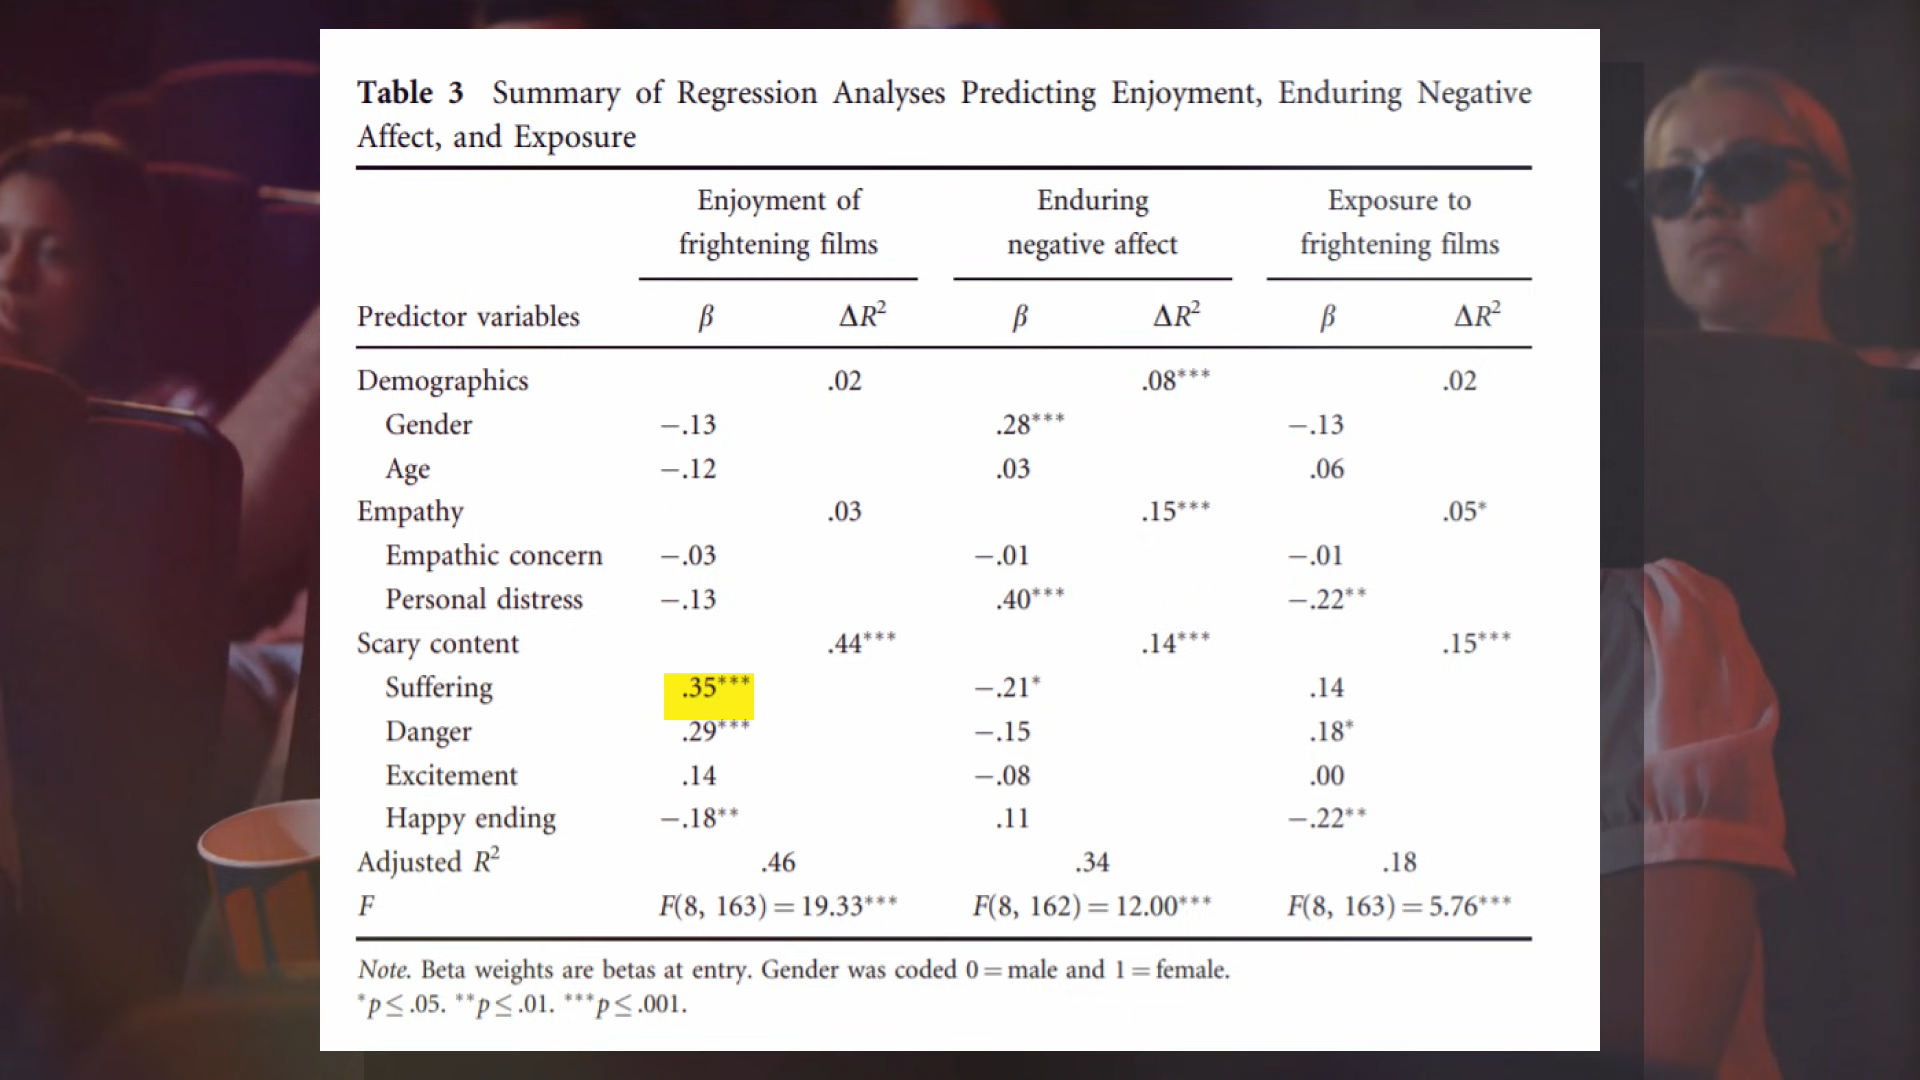 Table 3 Summary of Regression Analyses Predicting Enjoyment, Enduring Negative
Affect, and Exposure
Enjoyment of frightening films Enduring negative affect Exposure to frightening films
Predictor variables β ΔR² β ΔR² β ΔR²
Demographics .02 .08*** .02
Gender −.13 .28*** −.13
Age −.12 .03 .06
Empathy .03 .15*** .05*
Empathic concern −.03 −.01 −.01
Personal distress −.13 .40*** −.22**
Scary content .44*** .14*** .15***
Suffering .35*** −.21* .14
Danger .29*** −.15 .18*
Excitement .14 −.08 .00
Happy ending −.18** .11 −.22**
Adjusted R² .46 .34 .18
F F(8, 163) = 19.33*** F(8, 162) = 12.00*** F(8, 163) = 5.76***
Note. Beta weights are betas at entry. Gender was coded 0 = male and 1 = female.
*p ≤ .05. **p ≤ .01. ***p ≤ .001.